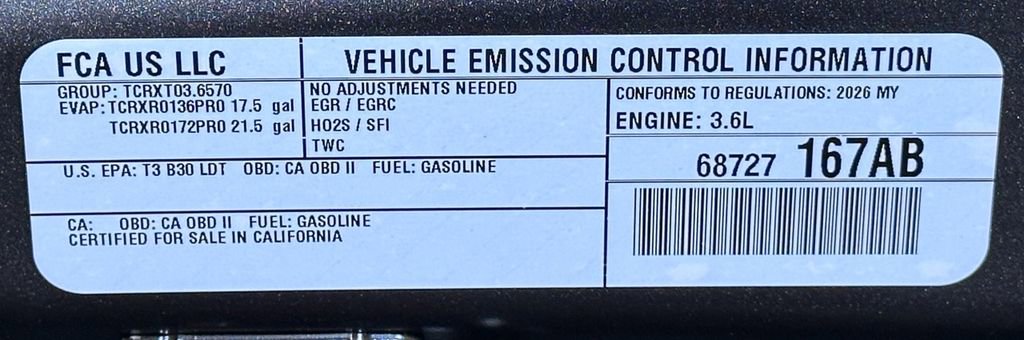 FCA US LLC
VEHICLE EMISSION CONTROL INFORMATION
GROUP: TCRXT03.6570
EVAP: TCRXR0136PR0 17.5 gal
TCRXR0172PR0 21.5 gal
NO ADJUSTMENTS NEEDED
EGR / EGRC
HO2S / SFI
TWC
CONFORMS TO REGULATIONS: 2026 MY
ENGINE: 3.6L
68727 167AB
U.S. EPA: T3 B30 LDT OBD: CA OBD II FUEL: GASOLINE
CA: OBD: CA OBD II FUEL: GASOLINE
CERTIFIED FOR SALE IN CALIFORNIA